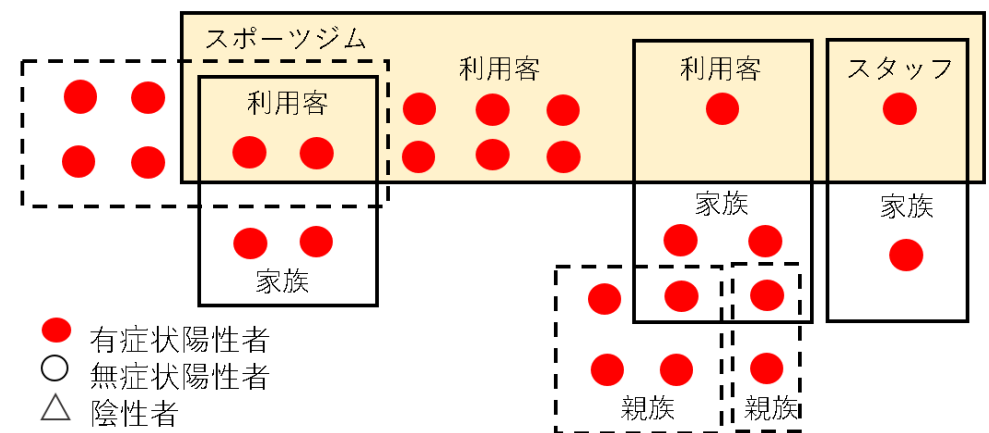 スポーツジム
利用客
利用客
利用客
スタッフ
家族
家族
家族
親族
親族
有症状陽性者
無症状陽性者
陰性者